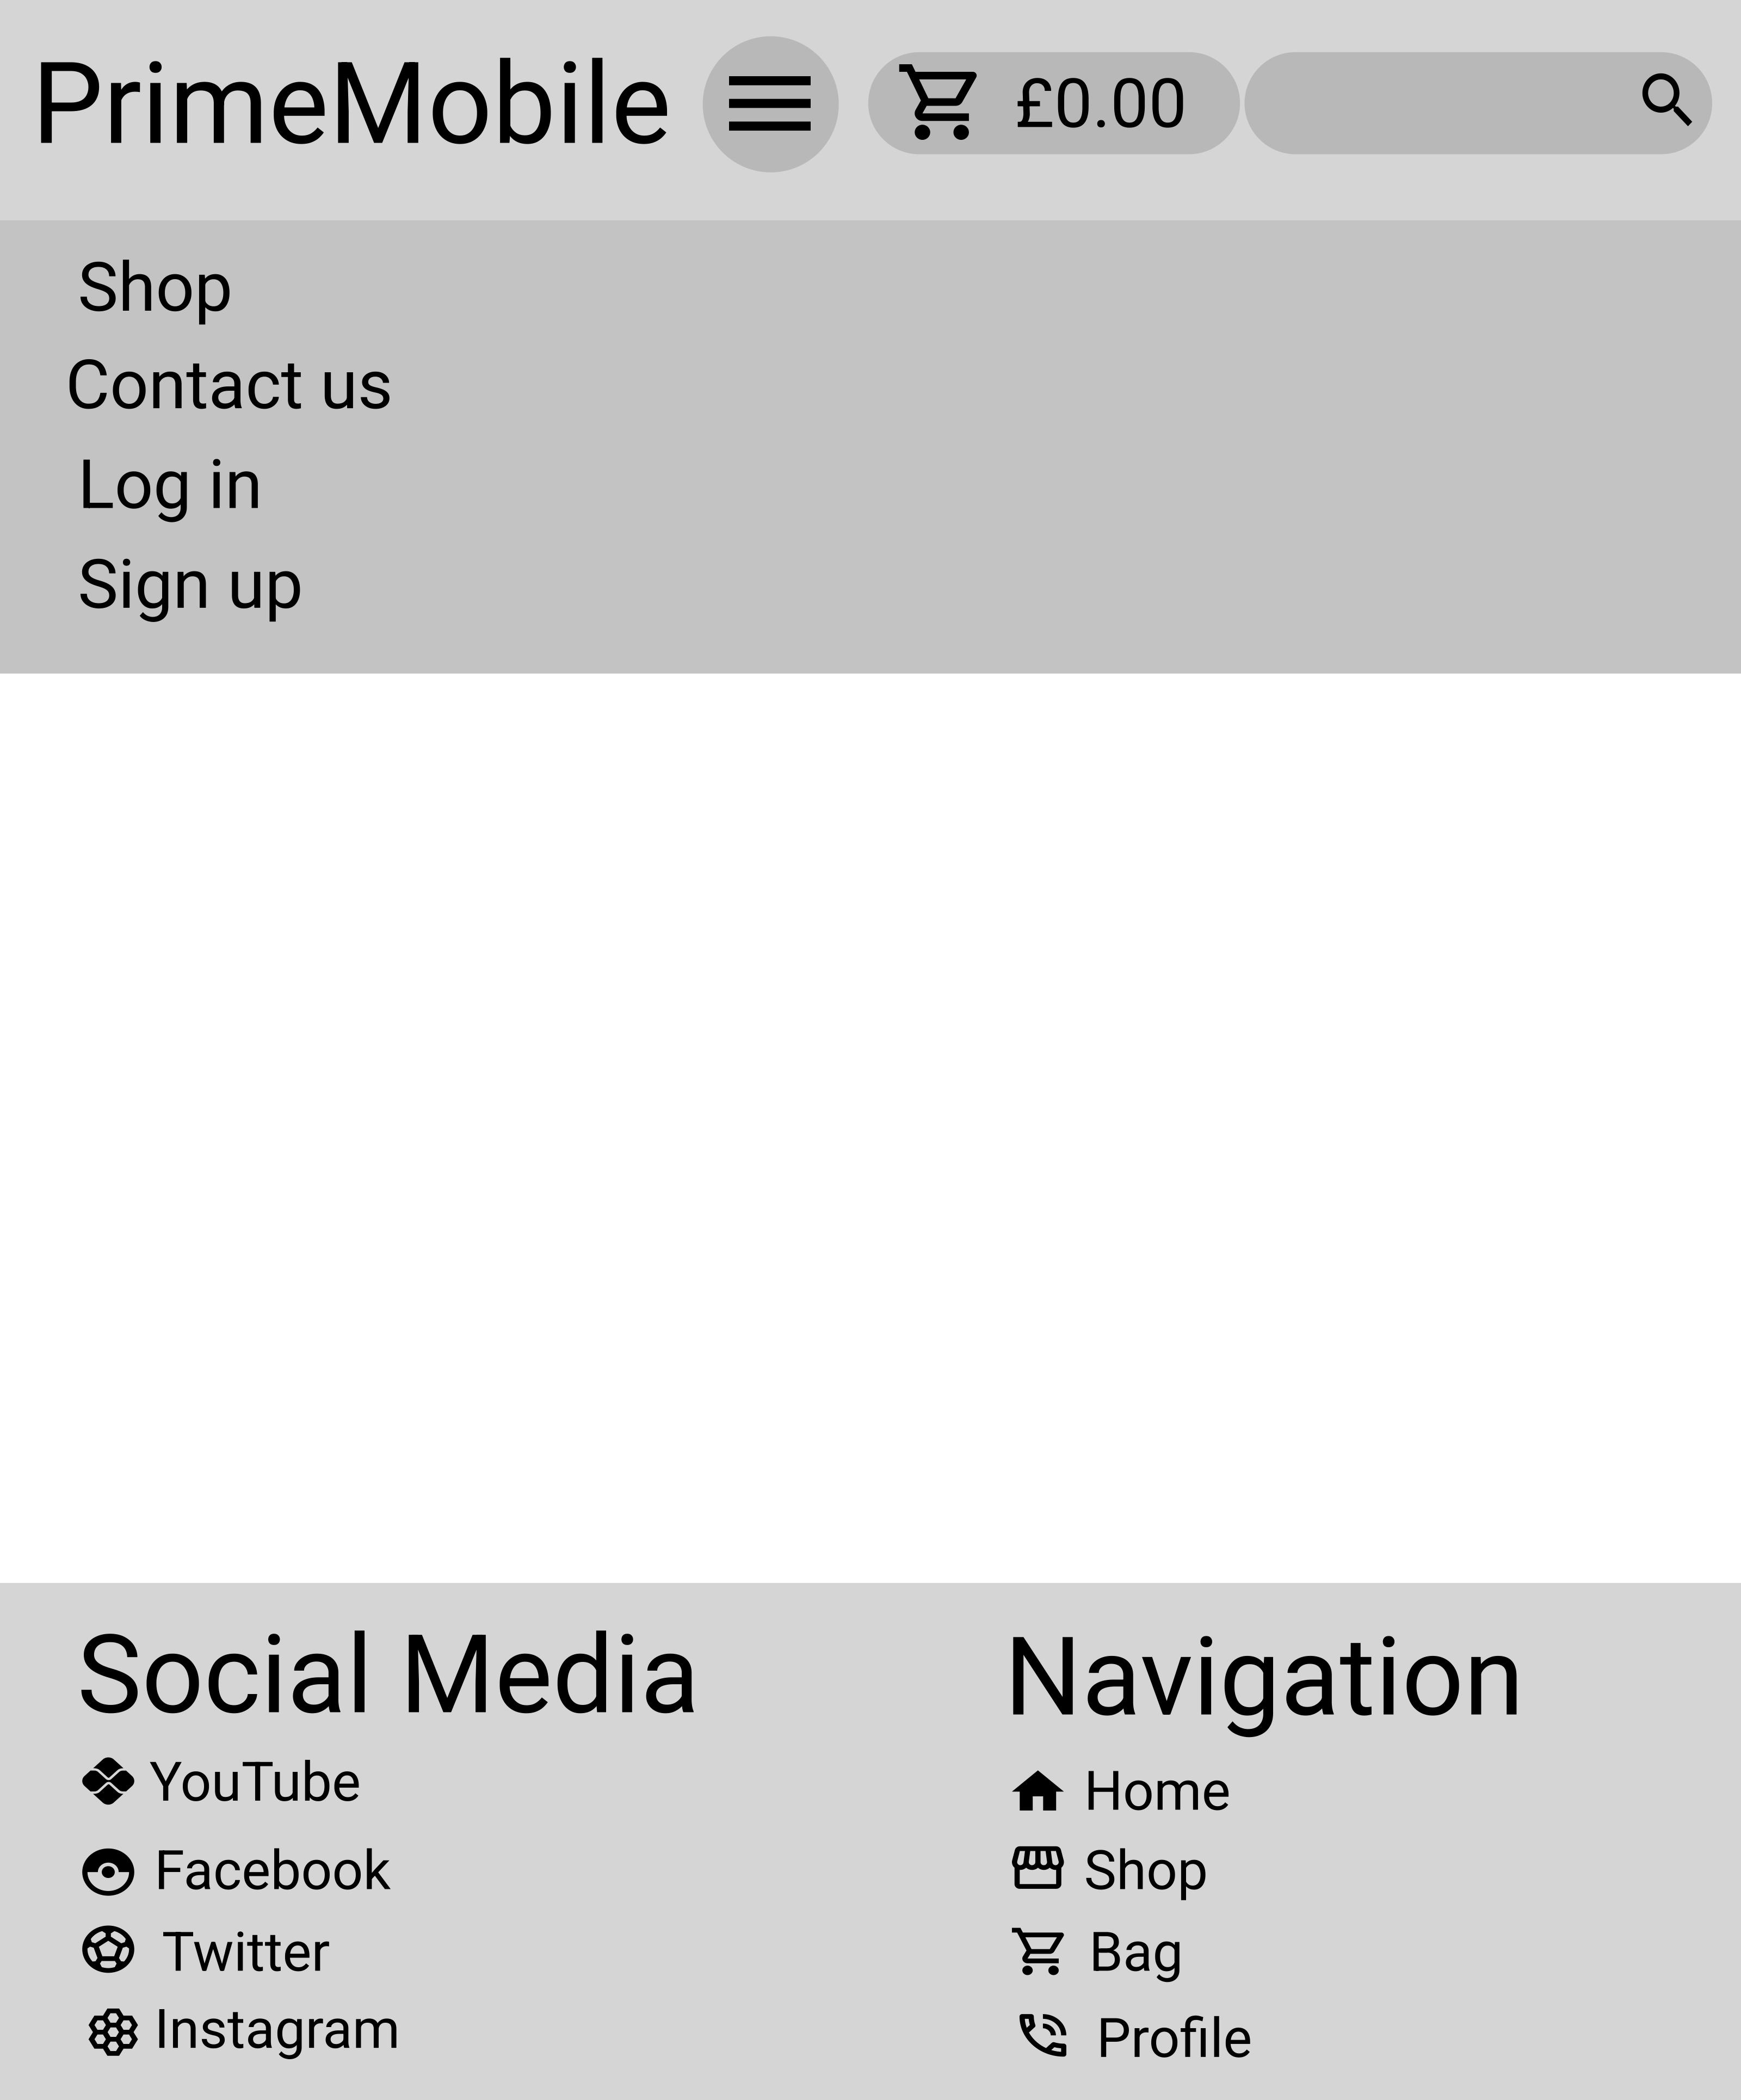 PrimeMobile
£0.00
Shop
Contact us
Log in
Sign up
Social Media
YouTube
Facebook
Twitter
Instagram
Navigation
Home
Shop
Bag
Profile